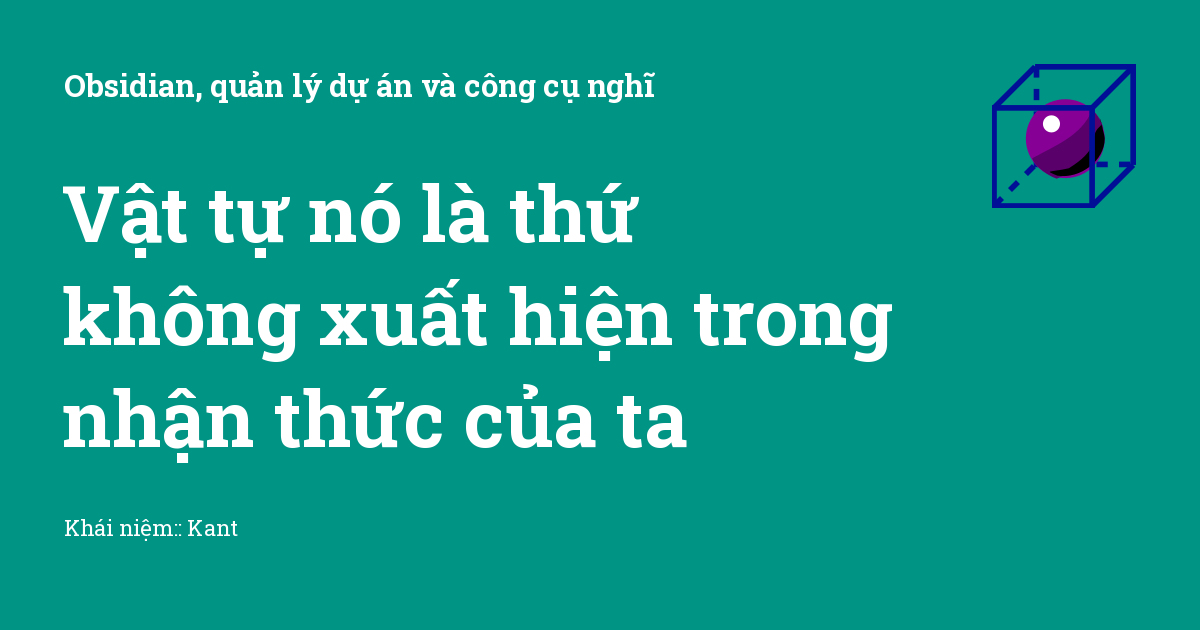 Obsidian, quản lý dự án và công cụ nghĩ
Vật tự nó là thứ
không xuất hiện trong
nhận thức của ta
Khái niệm:: Kant